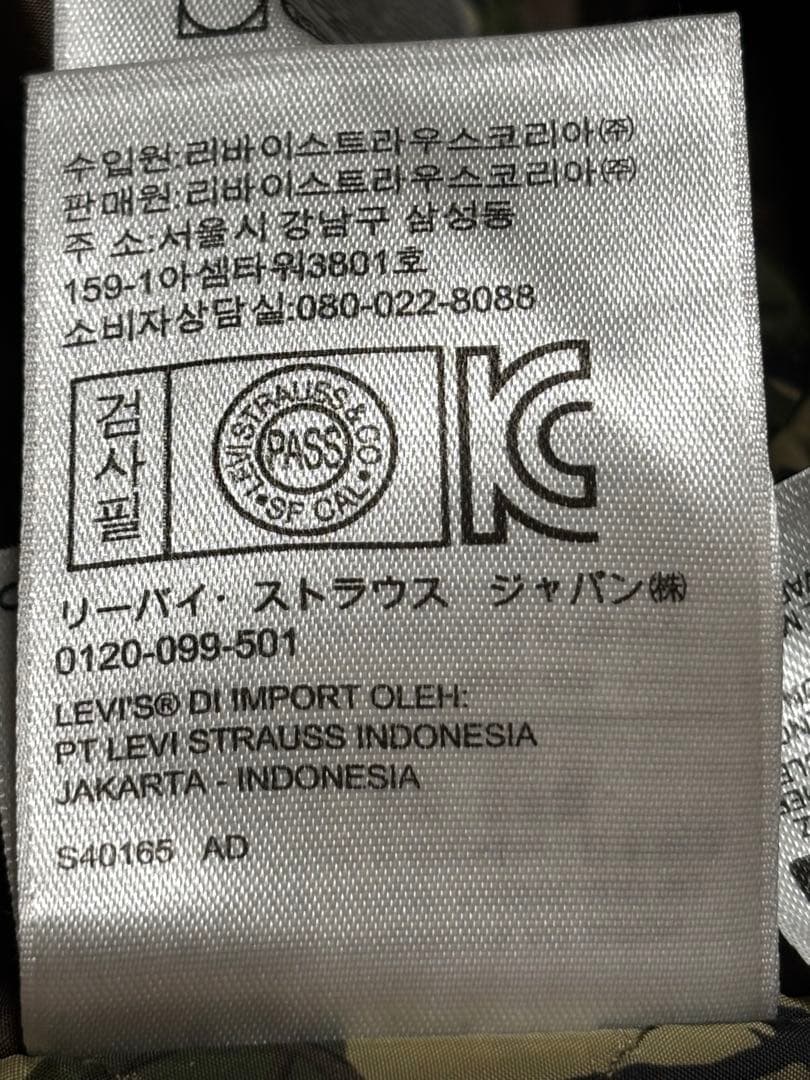 수입원:리바이스트라우스코리아㈜
판매원:리바이스트라우스코리아㈜
주 소:서울시 강남구 삼성동
159-1아셈타워3801호
소비자상담실:080-022-8088
검사필
LEVI STRAUSS & CO
PASS
• SF CAL •
KC
リーバイ・ストラウス ジャパン㈱
0120-099-501
LEVI'S® DI IMPORT OLEH:
PT LEVI STRAUSS INDONESIA
JAKARTA - INDONESIA
S40165 AD